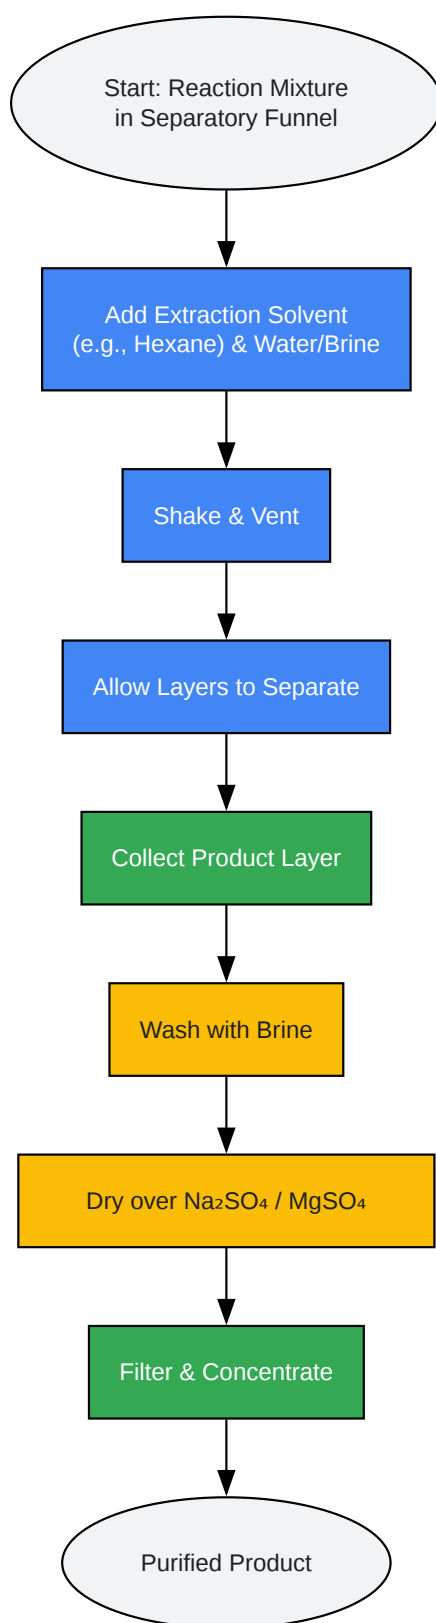 Start: Reaction Mixture
in Separatory Funnel
Add Extraction Solvent
(e.g., Hexane) & Water/Brine
Shake & Vent
Allow Layers to Separate
Collect Product Layer
Wash with Brine
Dry over Na₂SO₄ / MgSO₄
Filter & Concentrate
Purified Product